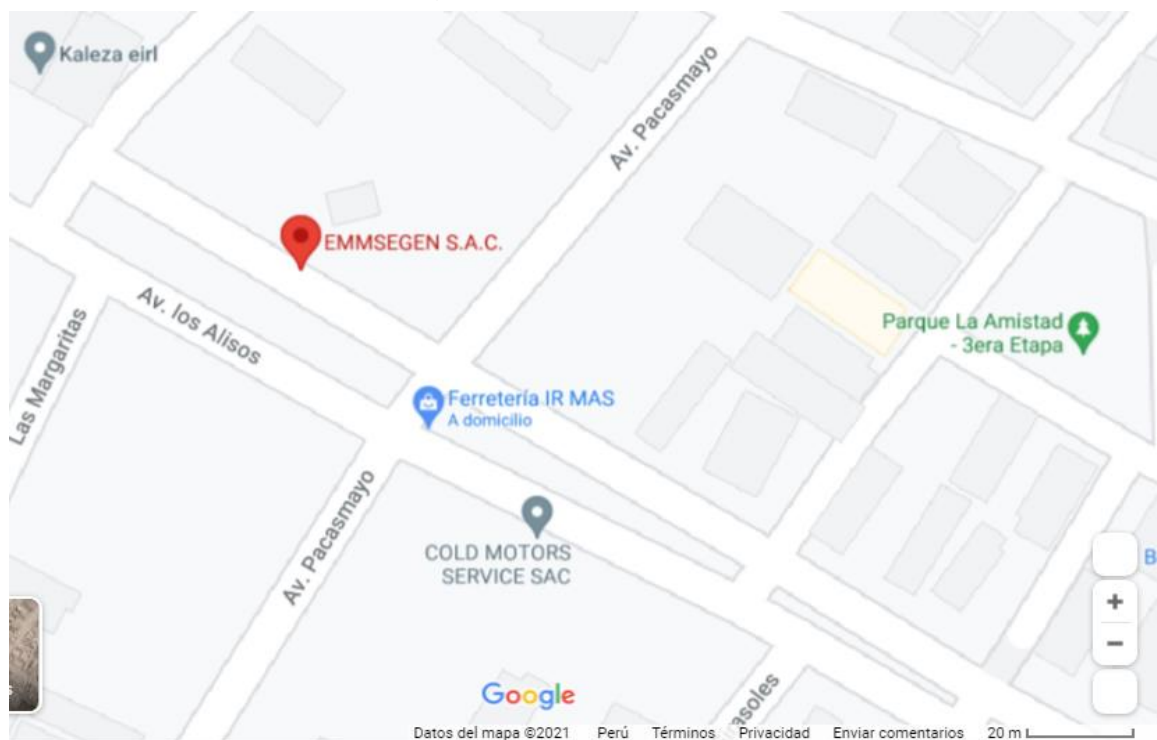 Kaleza eirl
Av. Pacasmayo
EMMSEGEN S.A.C.
Av. los Alisos
Las Margaritas
Parque La Amistad
- 3era Etapa
Ferretería IR MAS
A domicilio
Av. Pacasmayo
COLD MOTORS
SERVICE SAC
B
+
−
Google
Datos del mapa ©2021 Perú Términos Privacidad Enviar comentarios 20 m